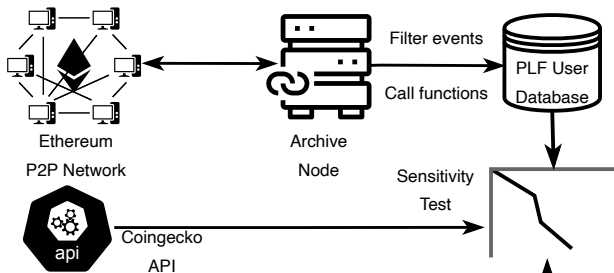 Filter events
Call functions
PLF User
Database
Ethereum
P2P Network
Archive
Node
Sensitivity
Test
api
Coingecko
API